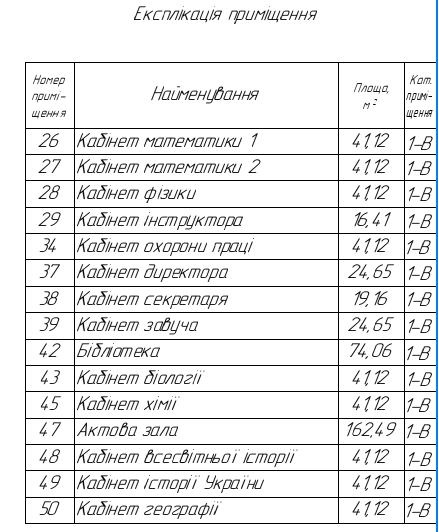 Експлікація приміщення
Номер примі- щення Найменування Площа, м² Кат. примі- щення
26 Кабінет математики 1 41,12 1-В
27 Кабінет математики 2 41,12 1-В
28 Кабінет фізики 41,12 1-В
29 Кабінет інструктора 16,41 1-В
34 Кабінет охорони праці 41,12 1-В
37 Кабінет директора 24,65 1-В
38 Кабінет секретаря 19,16 1-В
39 Кабінет завуча 24,65 1-В
42 Бібліотека 74,06 1-В
43 Кабінет біології 41,12 1-В
45 Кабінет хімії 41,12 1-В
47 Актова зала 162,49 1-В
48 Кабінет всесвітньої історії 41,12 1-В
49 Кабінет історії України 41,12 1-В
50 Кабінет географії 41,12 1-В